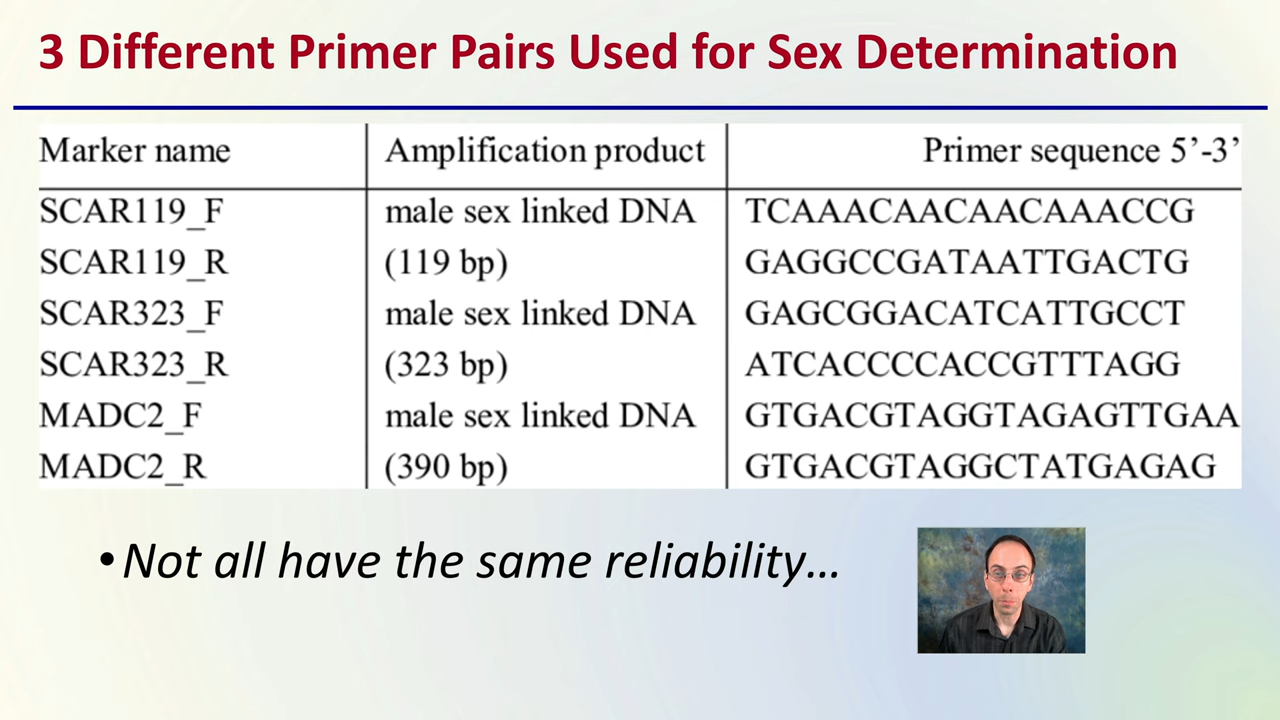 3 Different Primer Pairs Used for Sex Determination
Marker name Amplification product Primer sequence 5’-3’
SCAR119_F male sex linked DNA TCAAACAACAACAAACCG
SCAR119_R (119 bp) GAGGCCGATAATTGACTG
SCAR323_F male sex linked DNA GAGCGGACATCATTGCCT
SCAR323_R (323 bp) ATCACCCCACCGTTTAGG
MADC2_F male sex linked DNA GTGACGTAGGTAGAGTTGAA
MADC2_R (390 bp) GTGACGTAGGCTATGAGAG
•Not all have the same reliability…